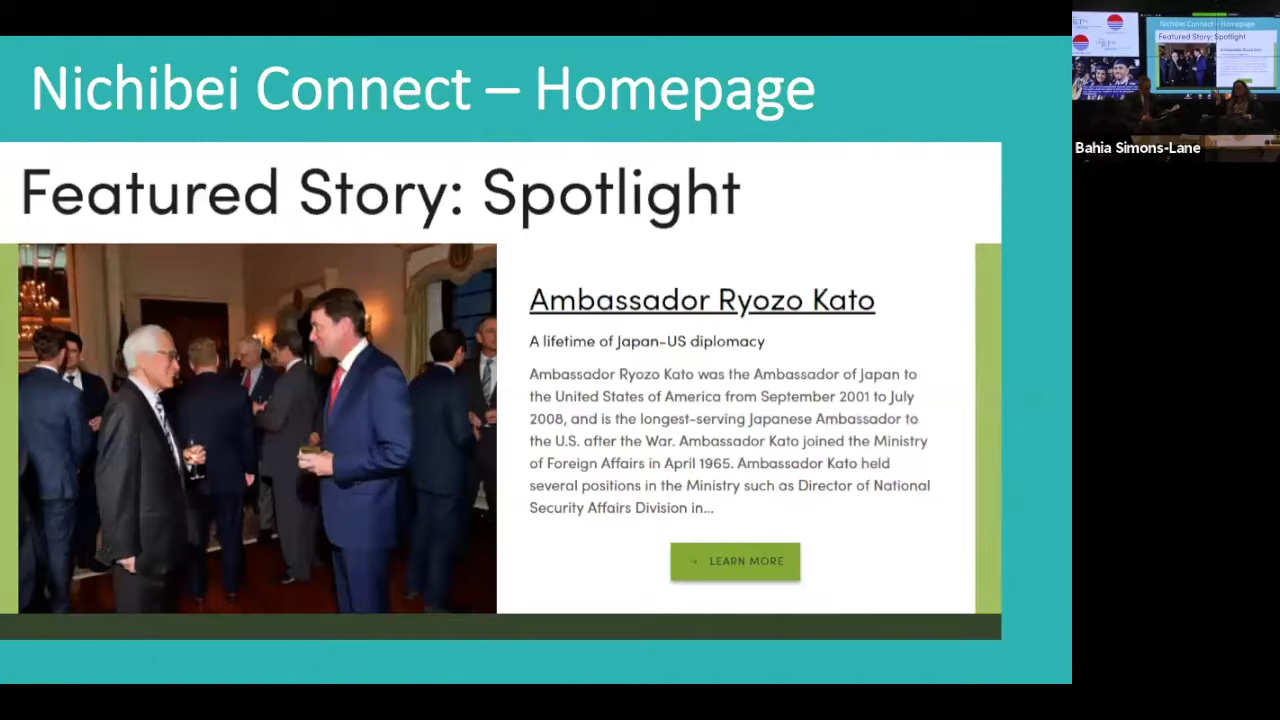 Nichibei Connect – Homepage
Featured Story: Spotlight
Ambassador Ryozo Kato
A lifetime of Japan-US diplomacy
Ambassador Ryozo Kato was the Ambassador of Japan to
the United States of America from September 2001 to July
2008, and is the longest-serving Japanese Ambassador to
the U.S. after the War. Ambassador Kato joined the Ministry
of Foreign Affairs in April 1965. Ambassador Kato held
several positions in the Ministry such as Director of National
Security Affairs Division in...
LEARN MORE
Nichibei Connect – Homepage
Featured Story: Spotlight
Bahia Simons-Lane